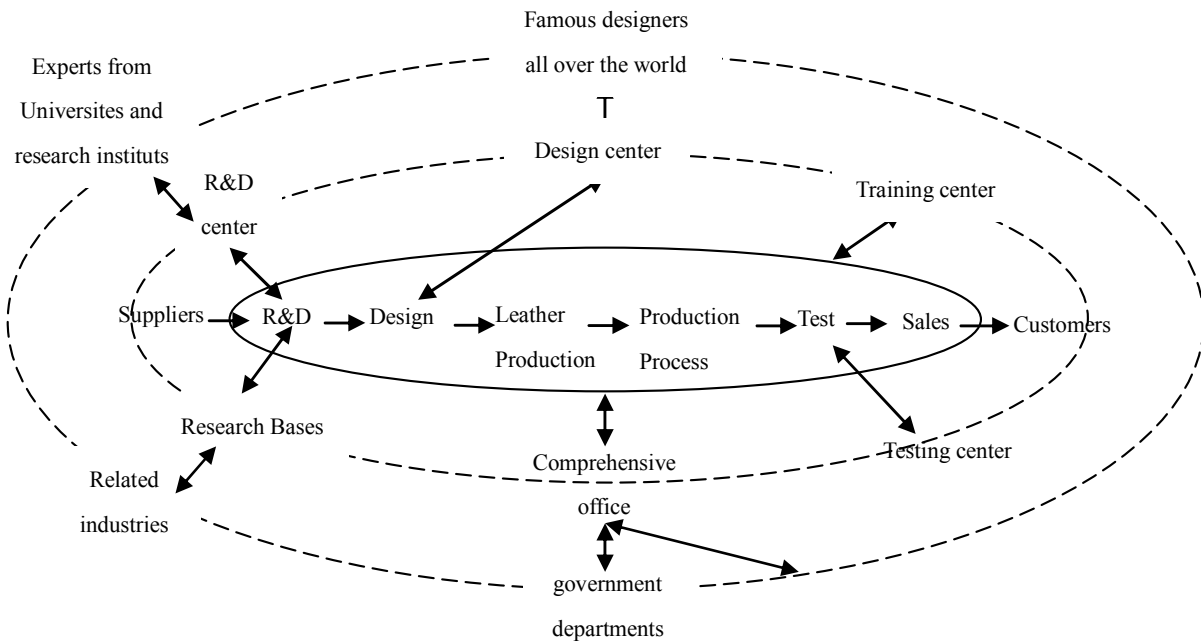 Famous designers
all over the world
Experts from
Universites and
research instituts
Design center
R&D
center
Training center
Suppliers
R&D
Design
Leather
Production
Production
Process
Test
Sales
Customers
Research Bases
Testing center
Comprehensive
office
Related
industries
government
departments